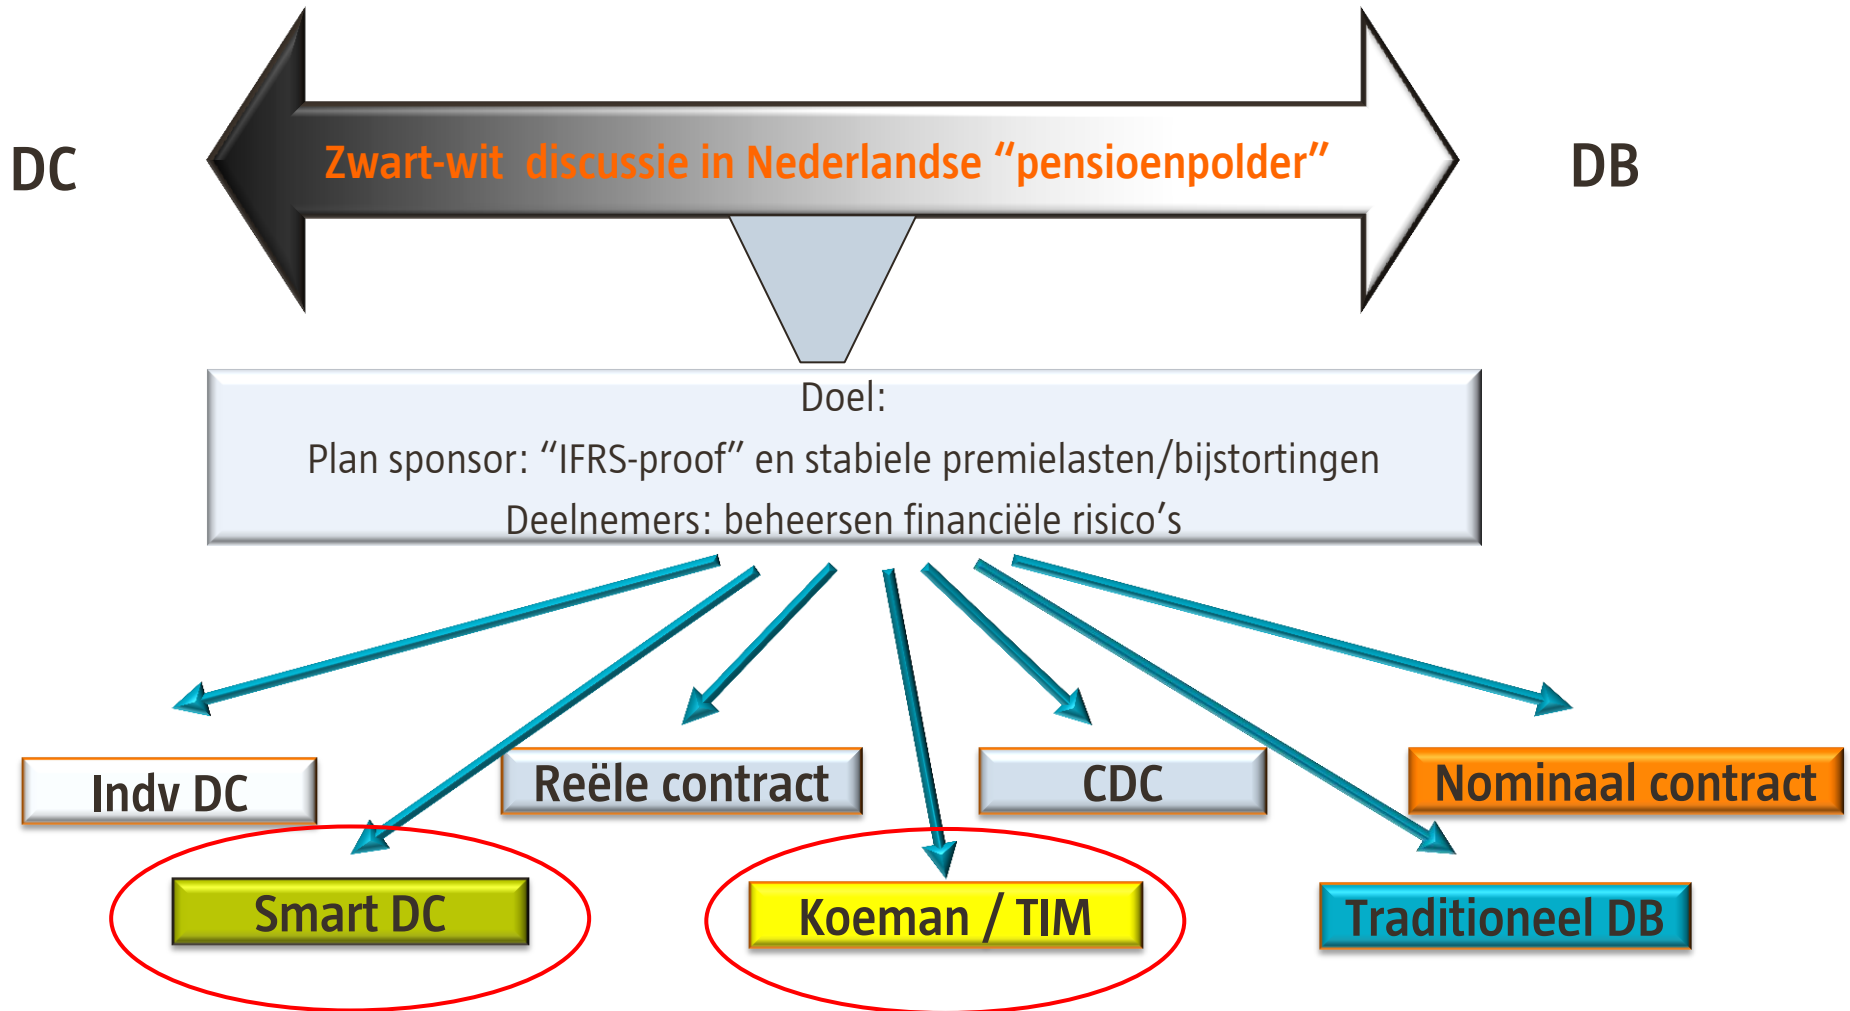 DC
Zwart-wit discussie in Nederlandse “pensioenpolder”
DB
Doel:
Plan sponsor: “IFRS-proof” en stabiele premielasten/bijstortingen
Deelnemers: beheersen financiële risico’s
Indv DC
Reële contract
CDC
Nominaal contract
Smart DC
Koeman / TIM
Traditioneel DB